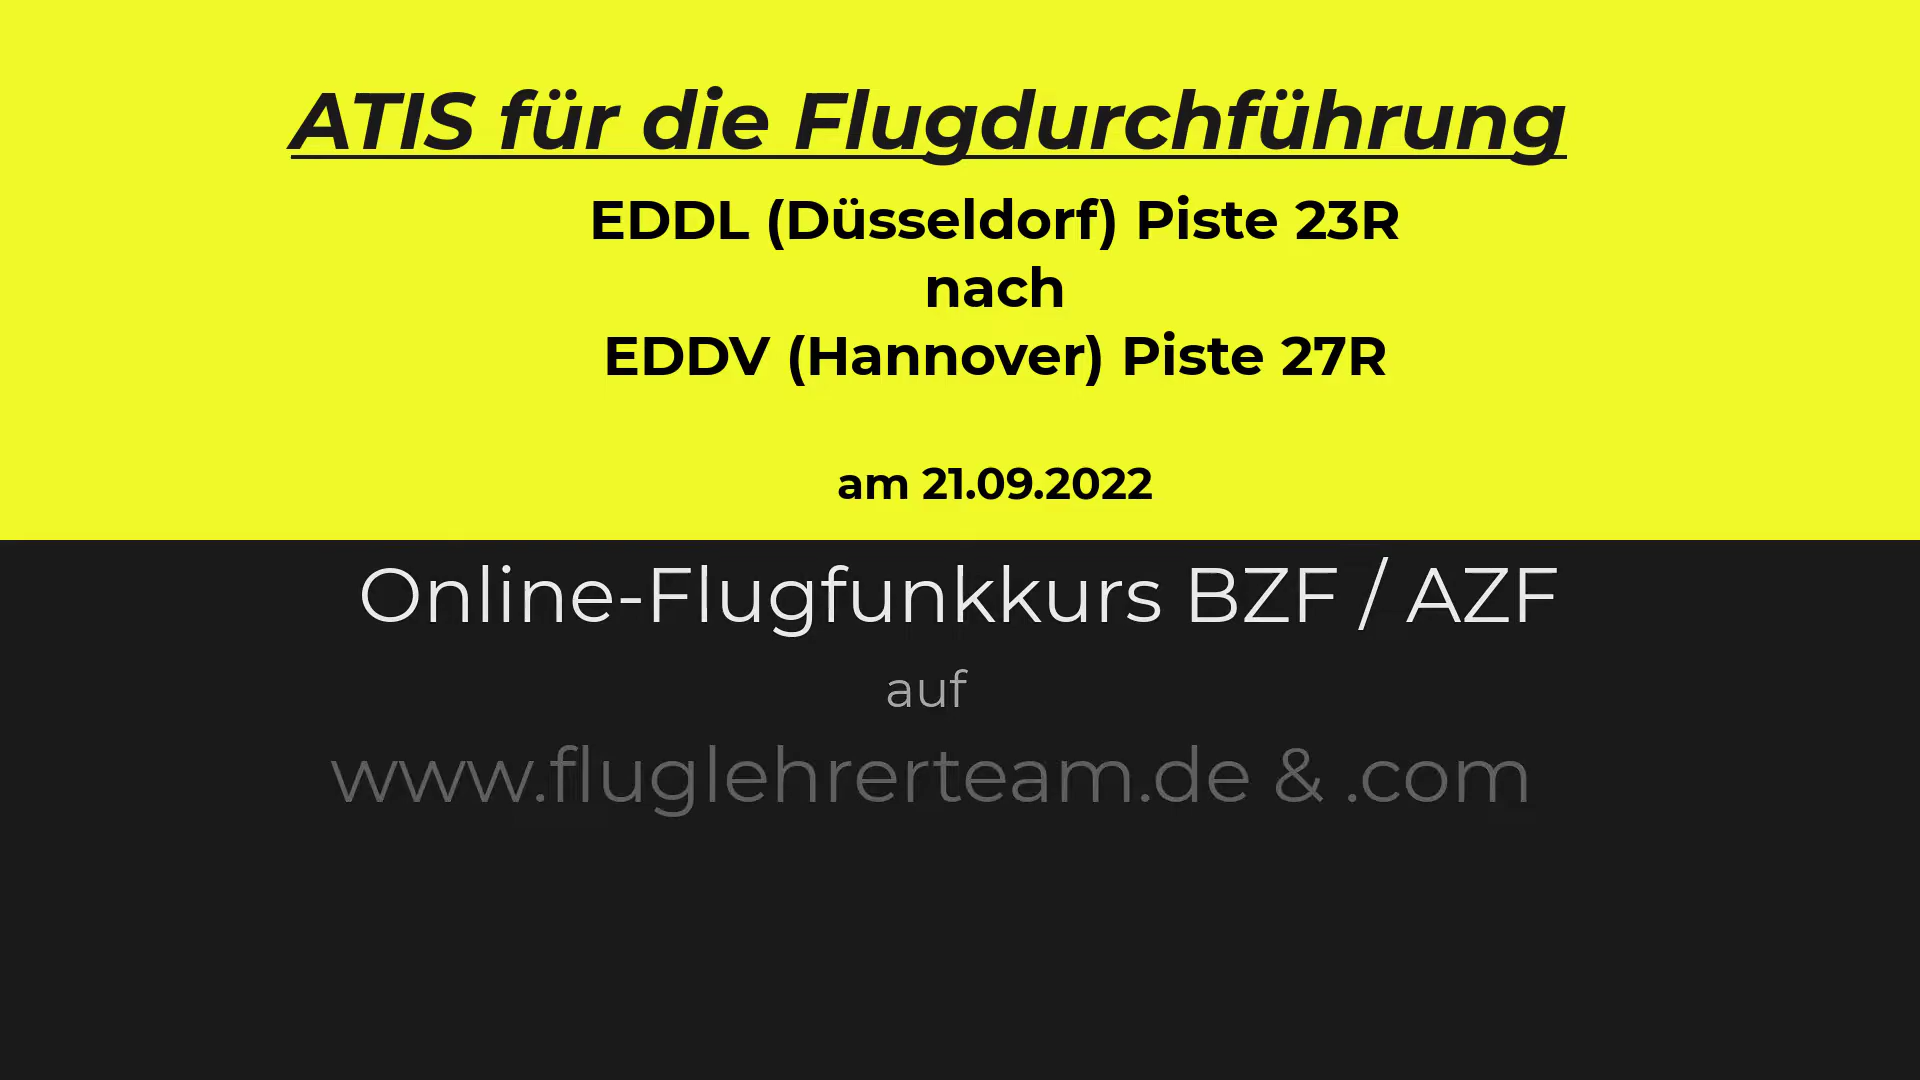 ATIS für die Flugdurchführung
EDDL (Düsseldorf) Piste 23R
nach
EDDV (Hannover) Piste 27R
am 21.09.2022
Online-Flugfunkkurs BZF / AZF
auf
www.fluglehrerteam.de & .com